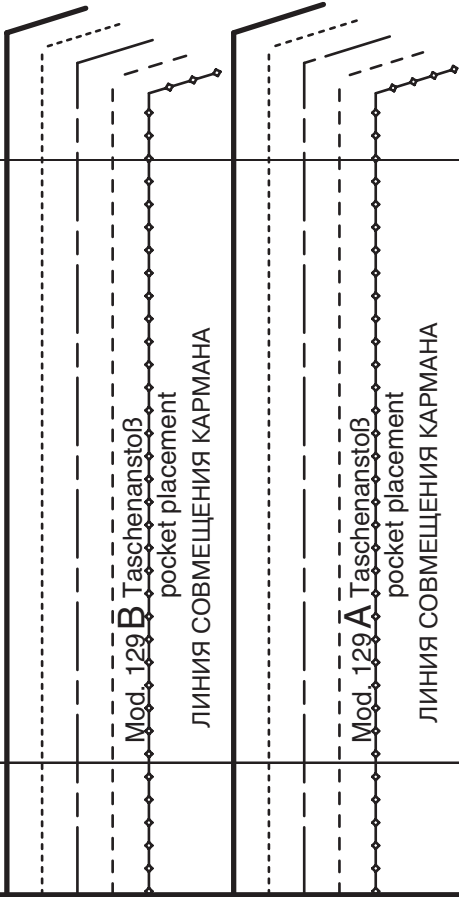 Mod. 129 B Taschenanstoß
pocket placement
ЛИНИЯ СОВМЕЩЕНИЯ КАРМАНА
Mod. 129 A Taschenanstoß
pocket placement
ЛИНИЯ СОВМЕЩЕНИЯ КАРМАНА